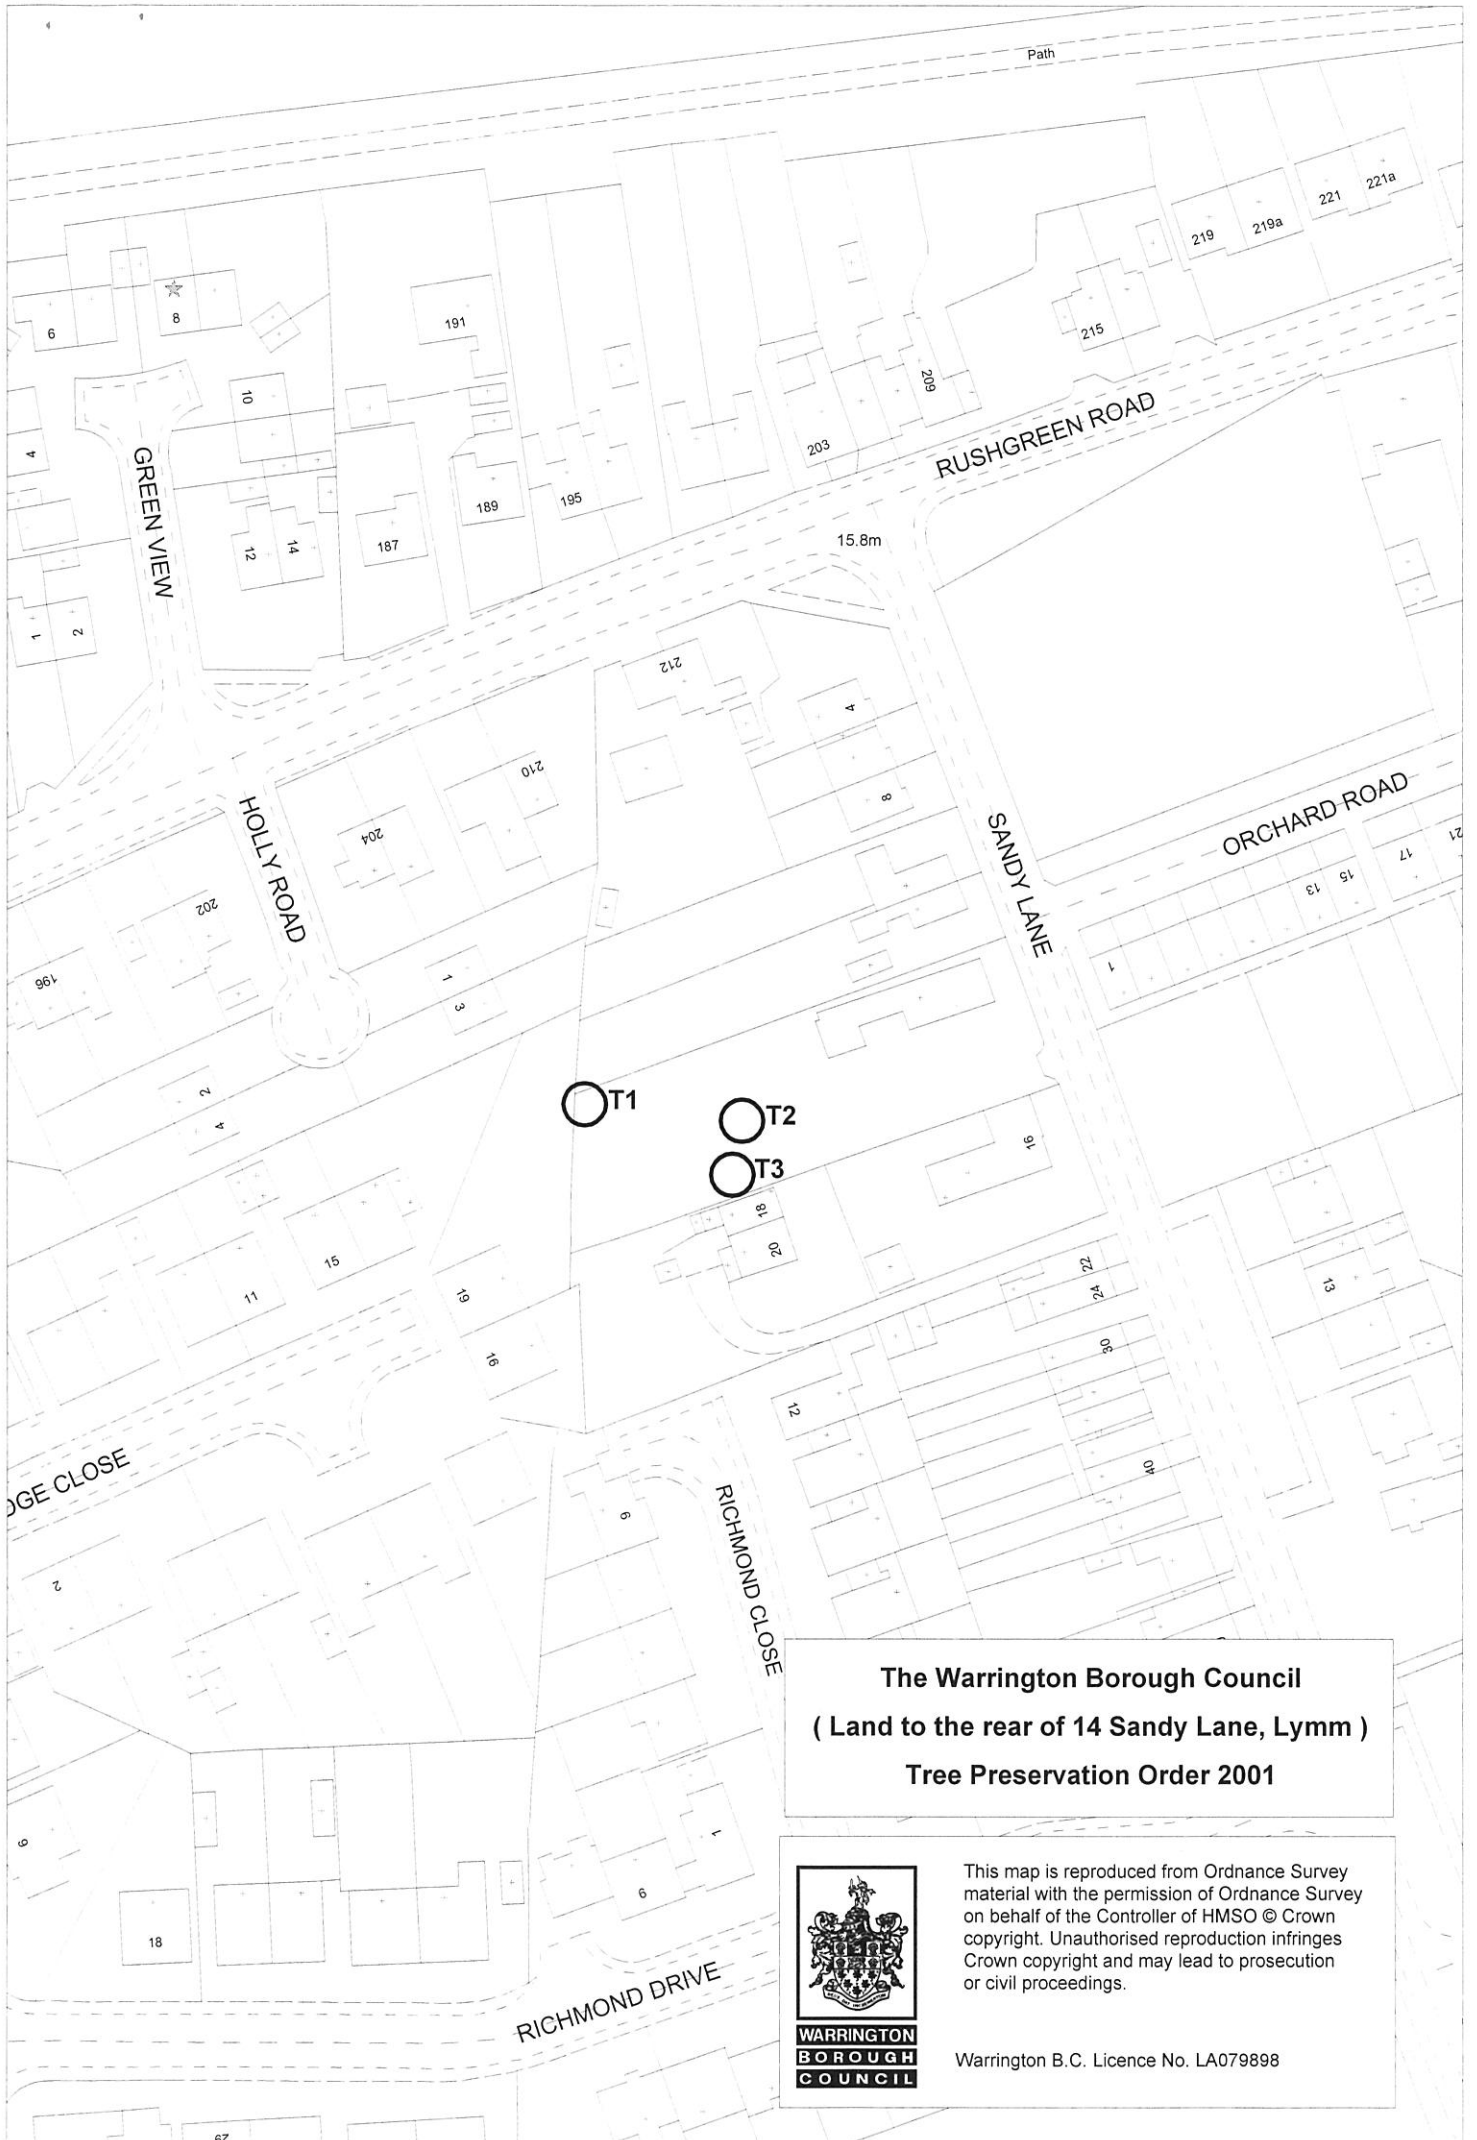 Path
221a
221
219a
219
215
6
8
191
209
10
203
RUSHGREEN ROAD
4
GREEN VIEW
189
195
187
12
14
15.8m
1
2
212
4
210
8
HOLLY ROAD
204
SANDY LANE
ORCHARD ROAD
202
21
17
15
13
196
1
3
1
2
4
T1
T2
T3
16
18
20
15
11
19
22
24
13
16
30
12
40
DGE CLOSE
9
RICHMOND CLOSE
2
The Warrington Borough Council
( Land to the rear of 14 Sandy Lane, Lymm )
Tree Preservation Order 2001
1
6
18
RICHMOND DRIVE
This map is reproduced from Ordnance Survey
material with the permission of Ordnance Survey
on behalf of the Controller of HMSO © Crown
copyright. Unauthorised reproduction infringes
Crown copyright and may lead to prosecution
or civil proceedings.
WARRINGTON
BOROUGH
COUNCIL
Warrington B.C. Licence No. LA079898